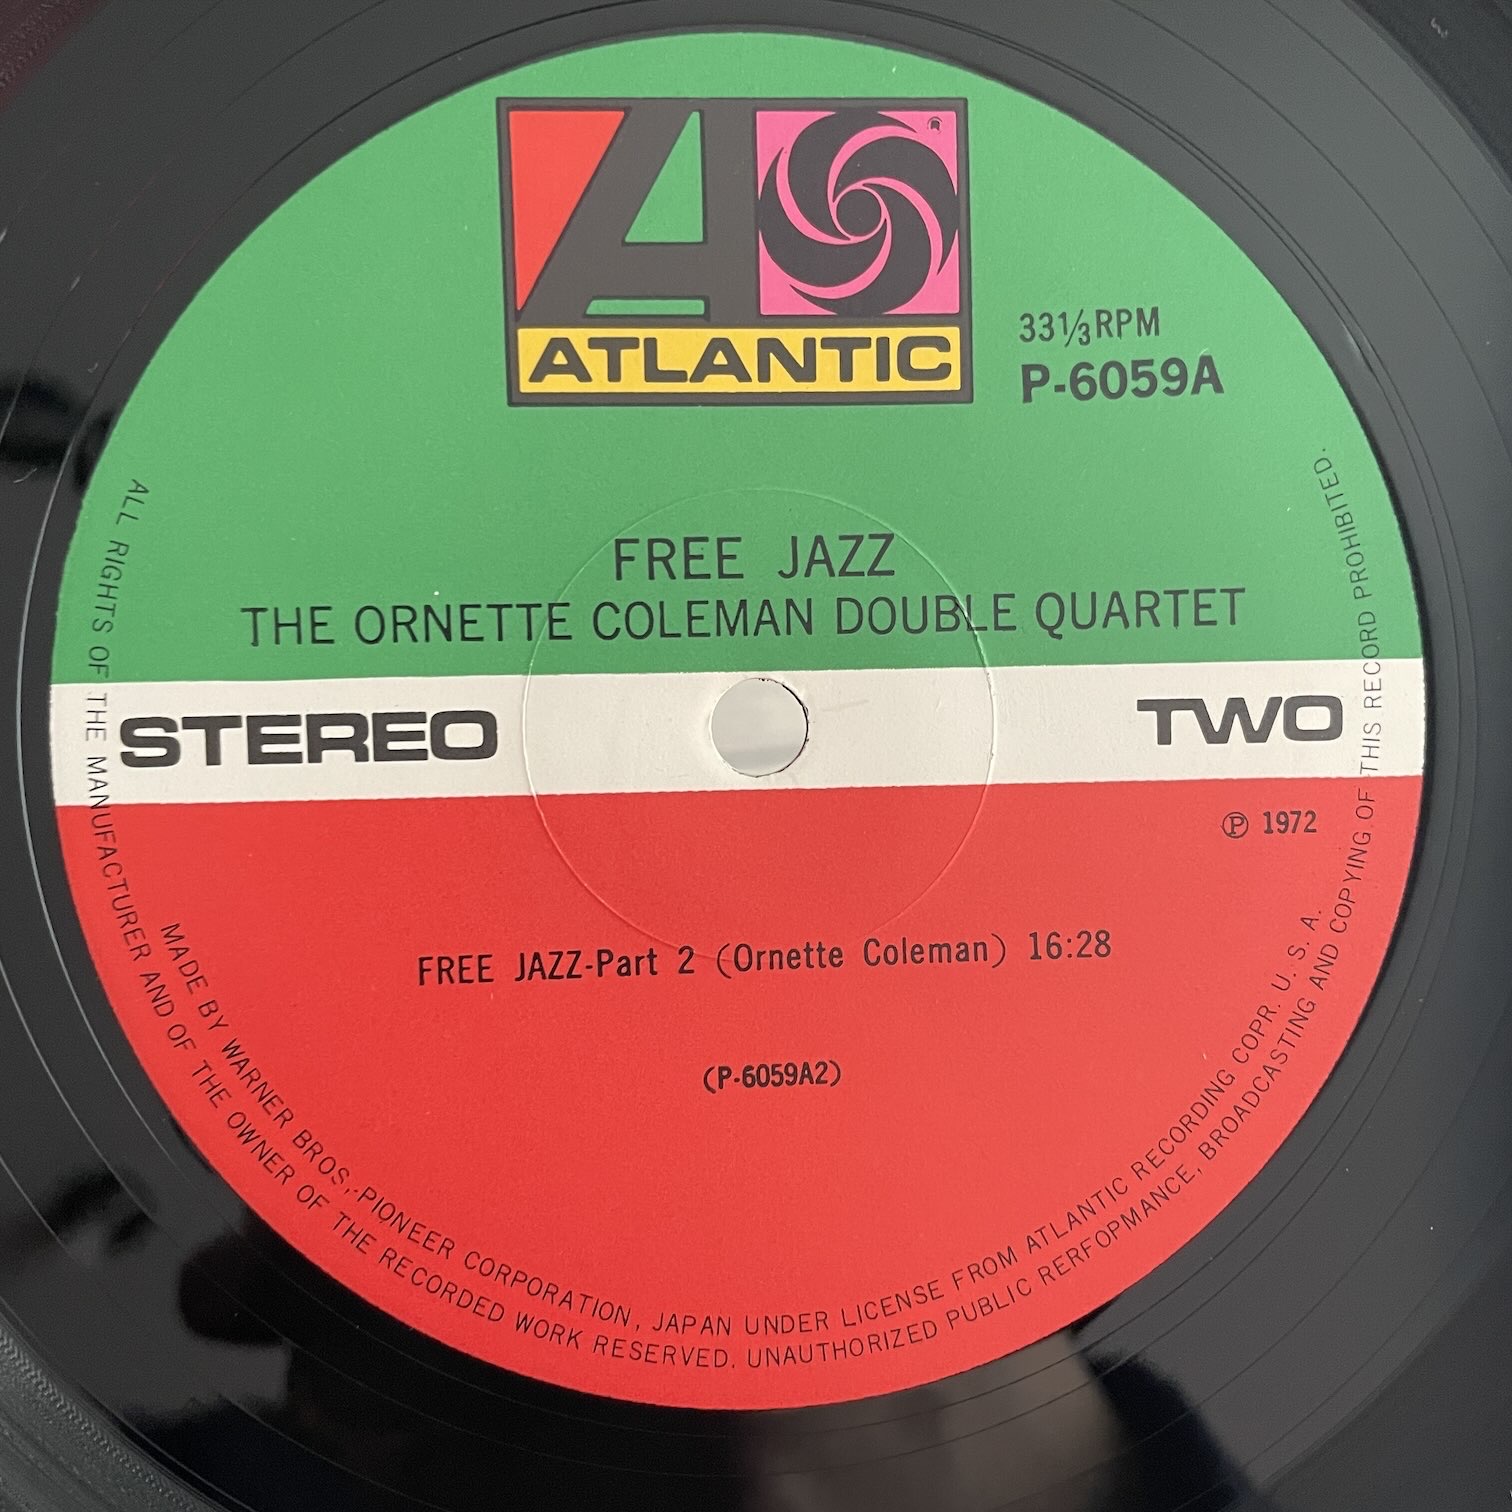 ATLANTIC
33⅓RPM
P-6059A
FREE JAZZ
THE ORNETTE COLEMAN DOUBLE QUARTET
STEREO
TWO
Ⓟ 1972
FREE JAZZ-Part 2 (Ornette Coleman) 16:28
(P-6059A2)
MADE BY WARNER BROS.-PIONEER CORPORATION, JAPAN UNDER LICENSE FROM ATLANTIC RECORDING COPR. U. S. A.
ALL RIGHTS OF THE MANUFACTURER AND OF THE OWNER OF THE RECORDED WORK RESERVED. UNAUTHORIZED PUBLIC RERFOPMANCE, BROADCASTING AND COPYING OF THIS RECORD PROHIBITED.